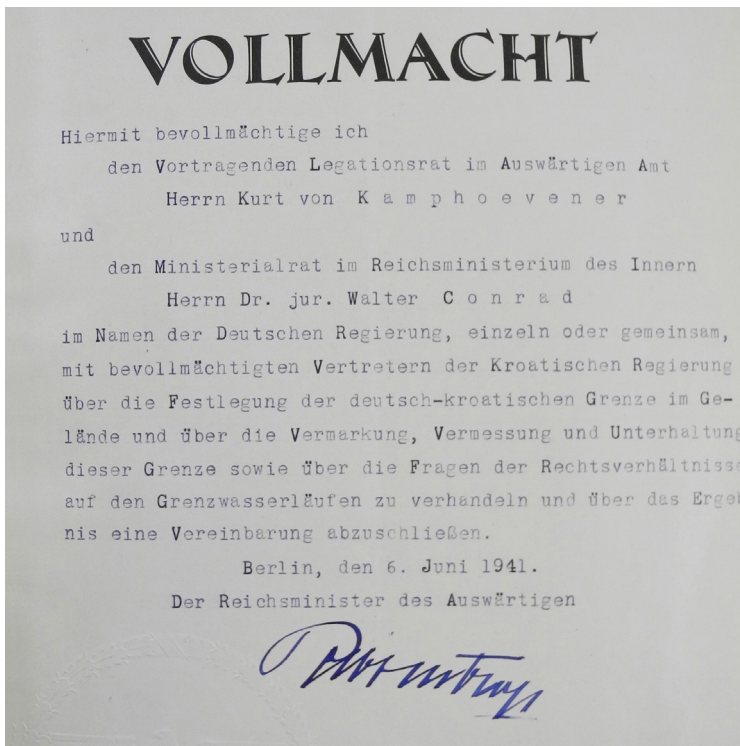 VOLLMACHT
Hiermit bevollmächtige ich
den Vortragenden Legationsrat im Auswärtigen Amt
Herrn Kurt von K a m p h o e v e n e r
und
den Ministerialrat im Reichsministerium des Innern
Herrn Dr. jur. Walter C o n r a d
im Namen der Deutschen Regierung, einzeln oder gemeinsam,
mit bevollmächtigten Vertretern der Kroatischen Regierung
über die Festlegung der deutsch-kroatischen Grenze im Ge-
lände und über die Vermarkung, Vermessung und Unterhaltung
dieser Grenze sowie über die Fragen der Rechtsverhältnisse
auf den Grenzwasserläufen zu verhandeln und über das Ergeb
nis eine Vereinbarung abzuschließen.
Berlin, den 6. Juni 1941.
Der Reichsminister des Auswärtigen
Ribbentrop